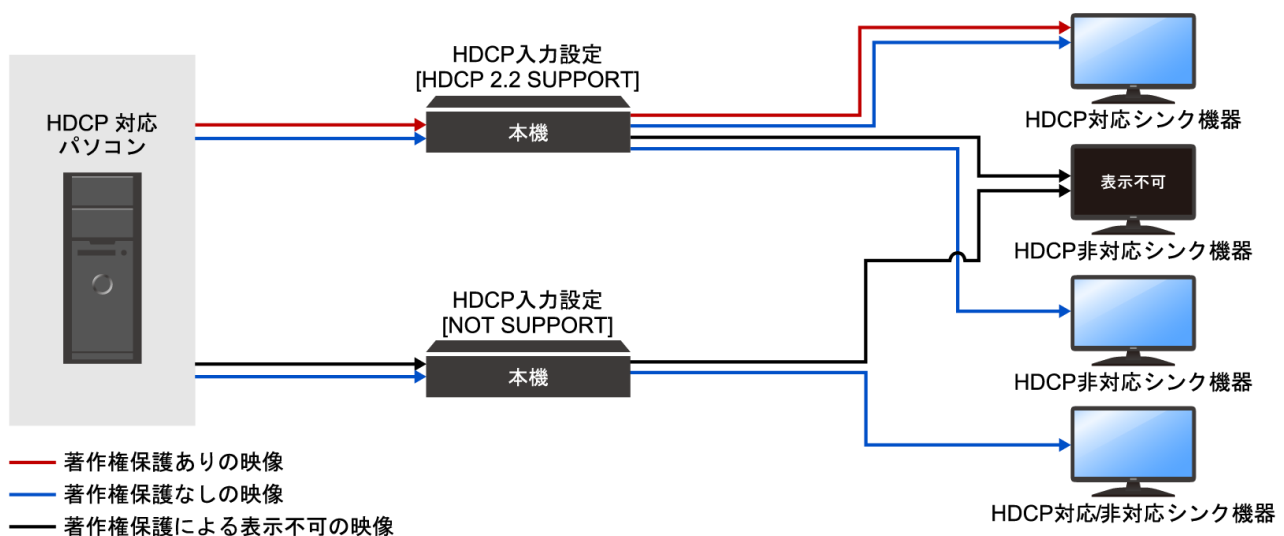 HDCP 対応
パソコン
HDCP入力設定
[HDCP 2.2 SUPPORT]
本機
HDCP入力設定
[NOT SUPPORT]
本機
HDCP対応シンク機器
表示不可
HDCP非対応シンク機器
HDCP非対応シンク機器
HDCP対応/非対応シンク機器
著作権保護ありの映像
著作権保護なしの映像
著作権保護による表示不可の映像